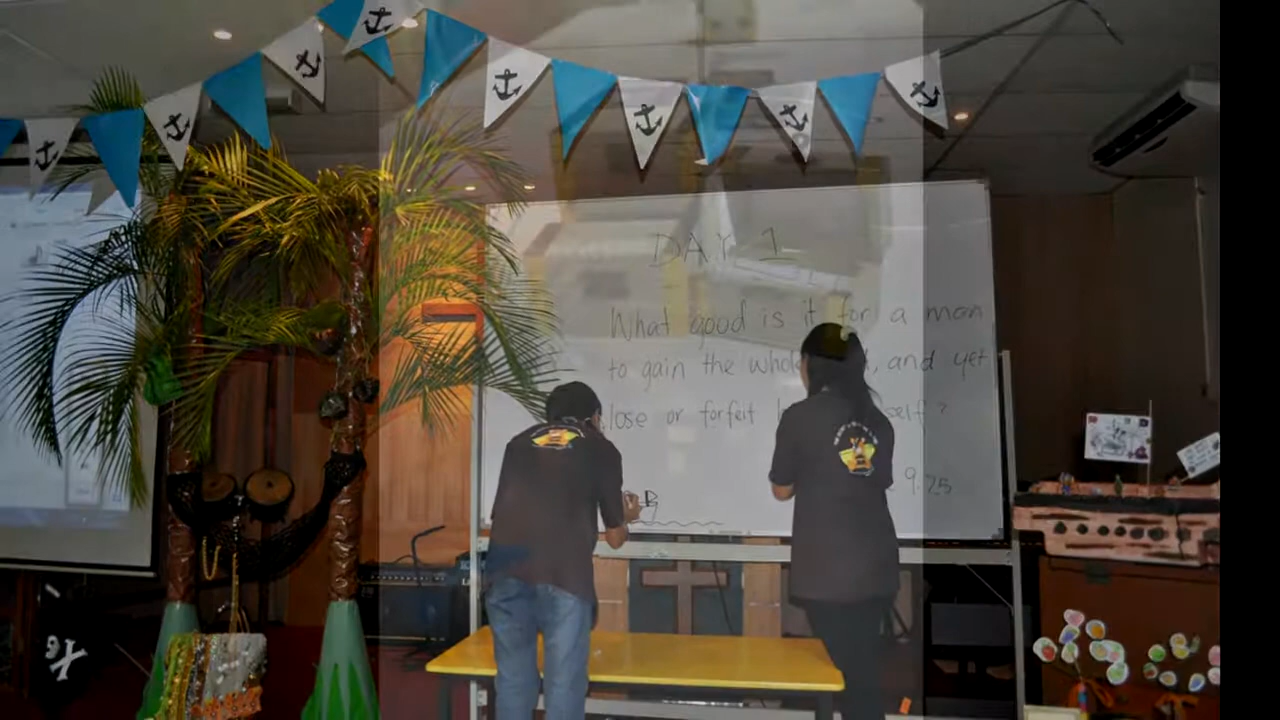 DAY 1
What good is it for a man
to gain the whole and yet
lose or forfeit self?
9:25